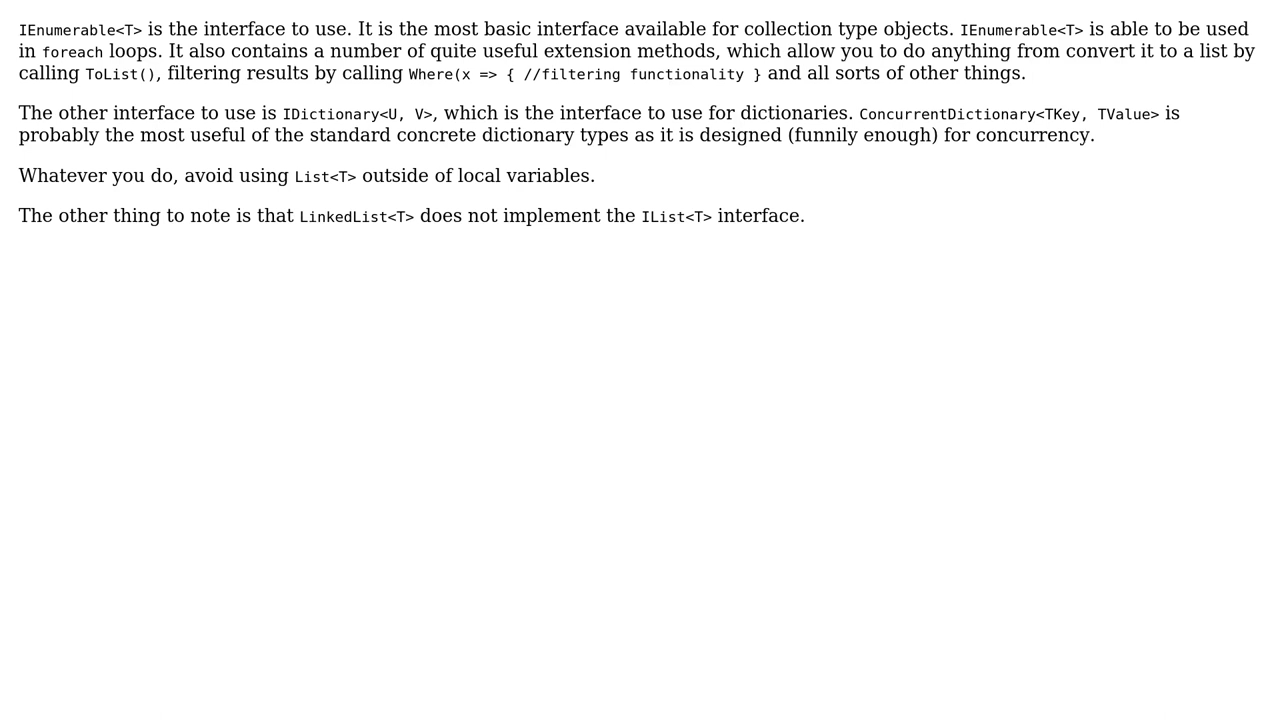 IEnumerable<T> is the interface to use. It is the most basic interface available for collection type objects. IEnumerable<T> is able to be used
in foreach loops. It also contains a number of quite useful extension methods, which allow you to do anything from convert it to a list by
calling ToList(), filtering results by calling Where(x => { //filtering functionality } and all sorts of other things.
The other interface to use is IDictionary<U, V>, which is the interface to use for dictionaries. ConcurrentDictionary<TKey, TValue> is
probably the most useful of the standard concrete dictionary types as it is designed (funnily enough) for concurrency.
Whatever you do, avoid using List<T> outside of local variables.
The other thing to note is that LinkedList<T> does not implement the IList<T> interface.